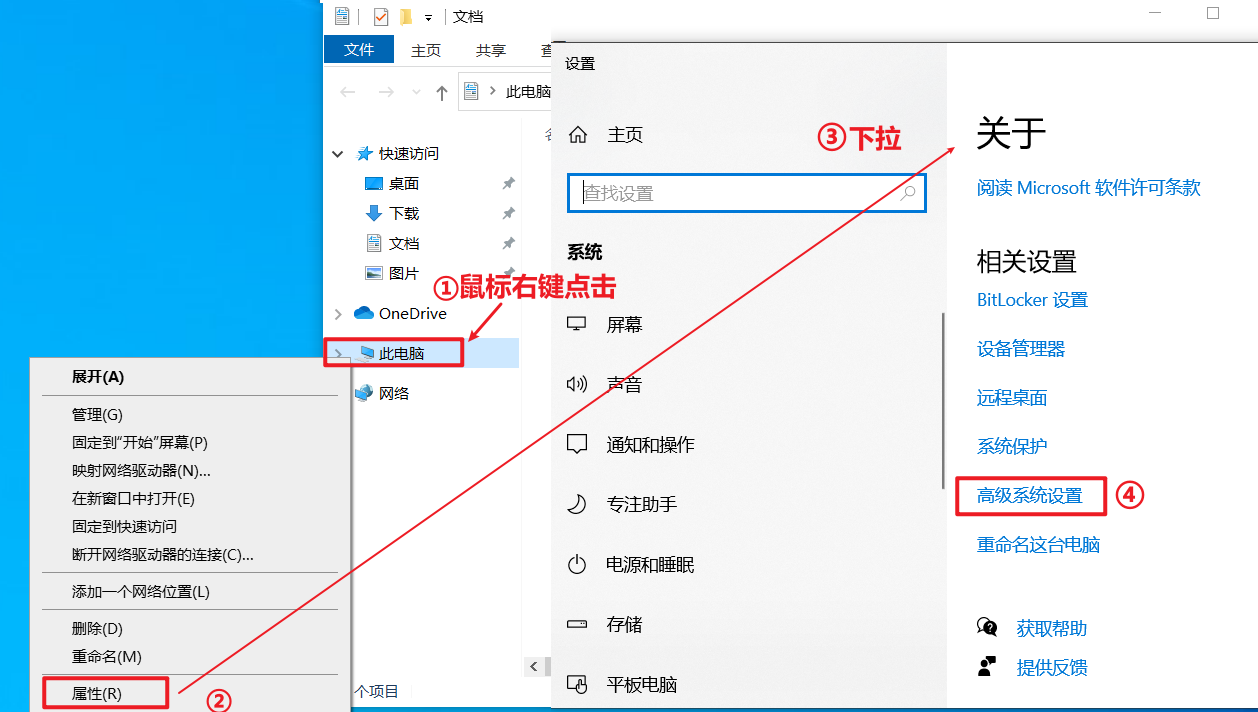 文档
文件
主页
共享
此电脑
快速访问
桌面
下载
文档
图片
OneDrive
此电脑
网络
个项目
①鼠标右键点击
展开(A)
管理(G)
固定到“开始”屏幕(P)
映射网络驱动器(N)...
在新窗口中打开(E)
固定到快速访问
断开网络驱动器的连接(C)...
添加一个网络位置(L)
删除(D)
重命名(M)
属性(R)
②
设置
主页
查找设置
系统
屏幕
声音
通知和操作
专注助手
电源和睡眠
存储
平板电脑
③下拉
关于
阅读 Microsoft 软件许可条款
相关设置
BitLocker 设置
设备管理器
远程桌面
系统保护
高级系统设置
④
重命名这台电脑
获取帮助
提供反馈